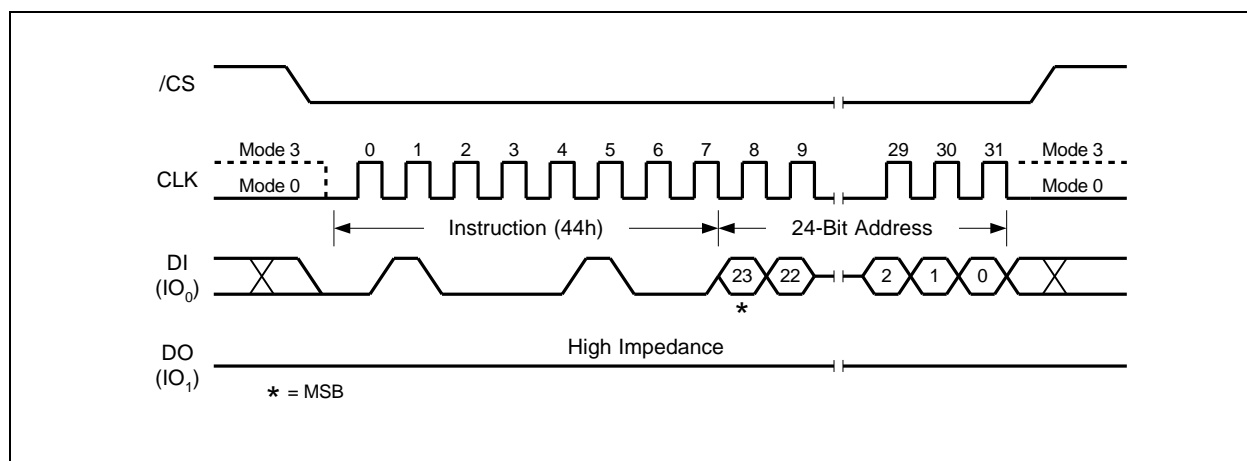 /CS
Mode 3 0 1 2 3 4 5 6 7 8 9 29 30 31 Mode 3
CLK
Mode 0 Mode 0
Instruction (44h) 24-Bit Address
DI
(IO₀)
23 22 2 1 0
*
High Impedance
DO
(IO₁)
* = MSB